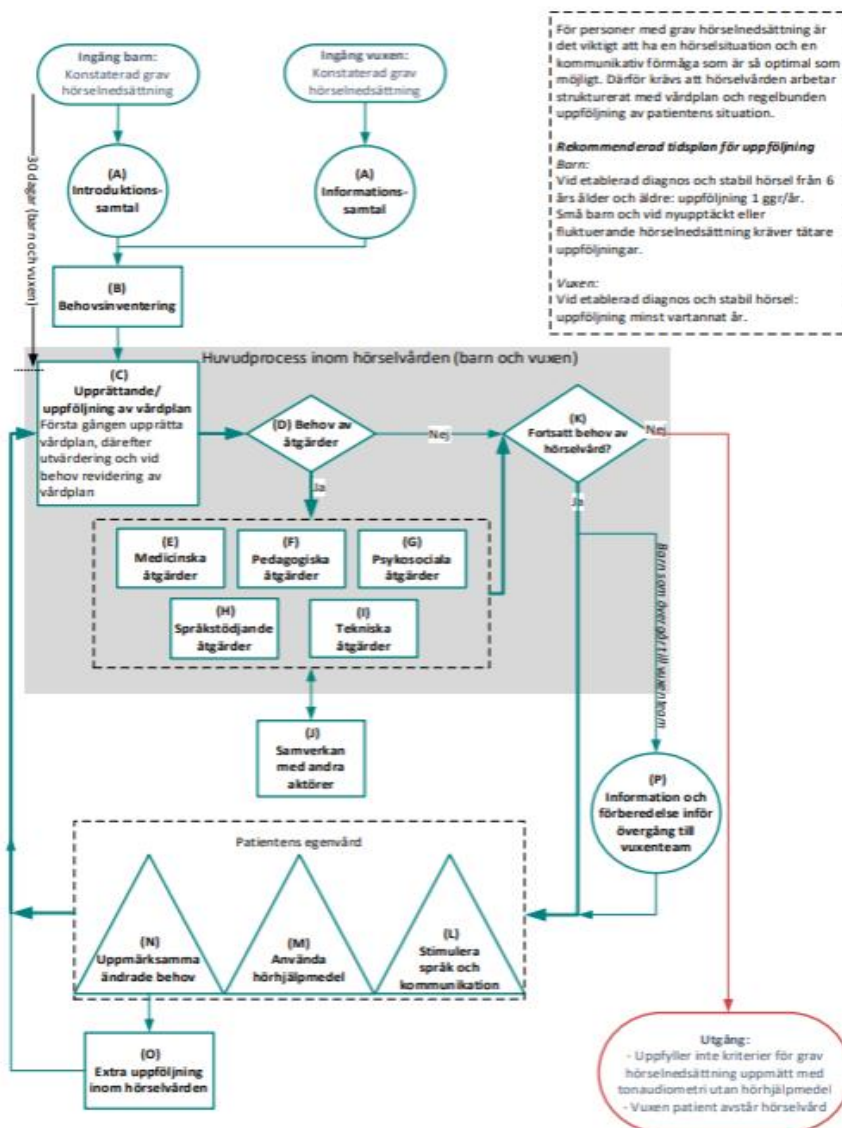 Ingång barn:
Konstaterad grav
hörselnedsättning
Ingång vuxen:
Konstaterad grav
hörselnedsättning
För personer med grav hörselnedsättning är
det viktigt att ha en hörselsituation och en
kommunikativ förmåga som är så optimal som
möjligt. Därför krävs att hörselvården arbetar
strukturerat med vårdplan och regelbunden
uppföljning av patientens situation.
Rekommenderad tidsplan för uppföljning
Barn:
Vid etablerad diagnos och stabil hörsel från 6
års ålder och äldre: uppföljning 1 ggr/år.
Små barn och vid nyupptäckt eller
fluktuerande hörselnedsättning kräver tätare
uppföljningar.
Vuxen:
Vid etablerad diagnos och stabil hörsel:
uppföljning minst vartannat år.
30 dagar (barn och vuxen)
(A)
Introduktions-
samtal
(A)
Informations-
samtal
(B)
Behovsinventering
Huvudprocess inom hörselvården (barn och vuxen)
(C)
Upprättande/
uppföljning av vårdplan
Första gången upprätta
vårdplan, därefter
utvärdering och vid
behov revidering av
vårdplan
(D) Behov av
åtgärder
Nej
Ja
(K)
Fortsatt behov av
hörselvård?
Nej
Ja
(E)
Medicinska
åtgärder
(F)
Pedagogiska
åtgärder
(G)
Psykosociala
åtgärder
(H)
Språkstödjande
åtgärder
(I)
Tekniska
åtgärder
Barn som övergår till vuxenteam
(J)
Samverkan
med andra
aktörer
(P)
Information och
förberedelse inför
övergång till
vuxenteam
Patientens egenvård
(N)
Uppmärksamma
ändrade behov
(M)
Använda
hörhjälpmedel
(L)
Stimulera
språk och
kommunikation
(O)
Extra uppföljning
inom hörselvården
Utgång:
- Uppfyller inte kriterier för grav
hörselnedsättning uppmätt med
tonaudiometri utan hörhjälpmedel
- Vuxen patient avstår hörselvård